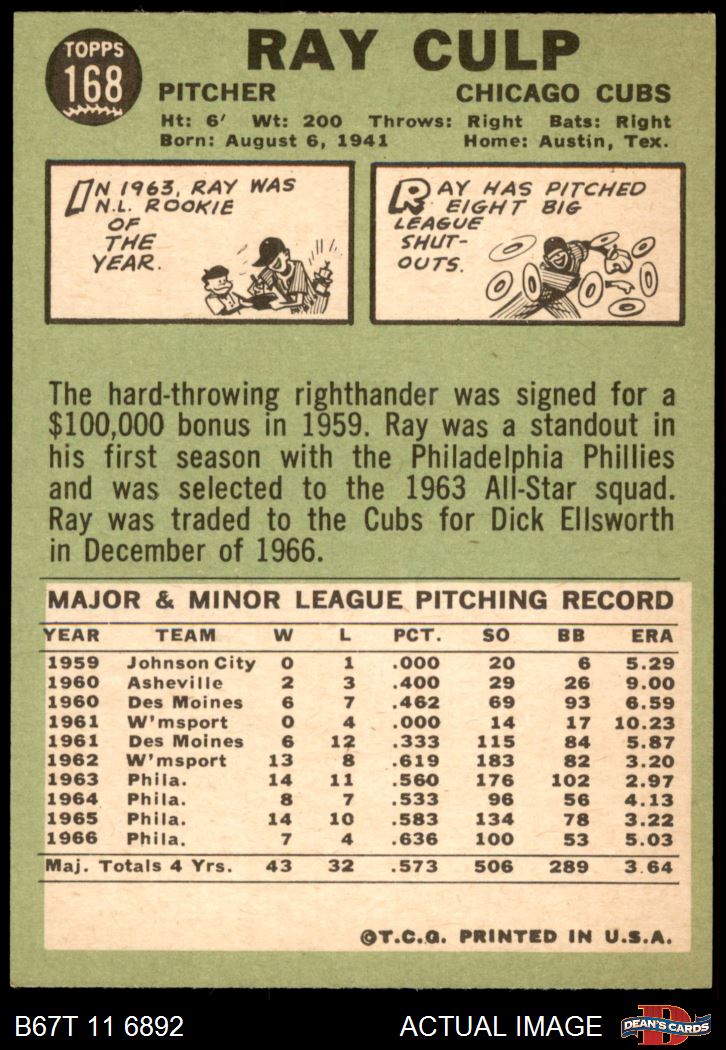 TOPPS
168
RAY CULP
PITCHER CHICAGO CUBS
Ht: 6' Wt: 200 Throws: Right Bats: Right
Born: August 6, 1941 Home: Austin, Tex.
IN 1963, RAY WAS
N.L. ROOKIE
OF
THE
YEAR.
RAY HAS PITCHED
EIGHT BIG
LEAGUE
SHUT-
OUTS.
The hard-throwing righthander was signed for a
$100,000 bonus in 1959. Ray was a standout in
his first season with the Philadelphia Phillies
and was selected to the 1963 All-Star squad.
Ray was traded to the Cubs for Dick Ellsworth
in December of 1966.
MAJOR & MINOR LEAGUE PITCHING RECORD
YEAR TEAM W L PCT. SO BB ERA
1959 Johnson City 0 1 .000 20 6 5.29
1960 Asheville 2 3 .400 29 26 9.00
1960 Des Moines 6 7 .462 69 93 6.59
1961 W'msport 0 4 .000 14 17 10.23
1961 Des Moines 6 12 .333 115 84 5.87
1962 W'msport 13 8 .619 183 82 3.20
1963 Phila. 14 11 .560 176 102 2.97
1964 Phila. 8 7 .533 96 56 4.13
1965 Phila. 14 10 .583 134 78 3.22
1966 Phila. 7 4 .636 100 53 5.03
Maj. Totals 4 Yrs. 43 32 .573 506 289 3.64
©T.C.G. PRINTED IN U.S.A.
B67T 11 6892 ACTUAL IMAGE
D
DEAN'S CARDS